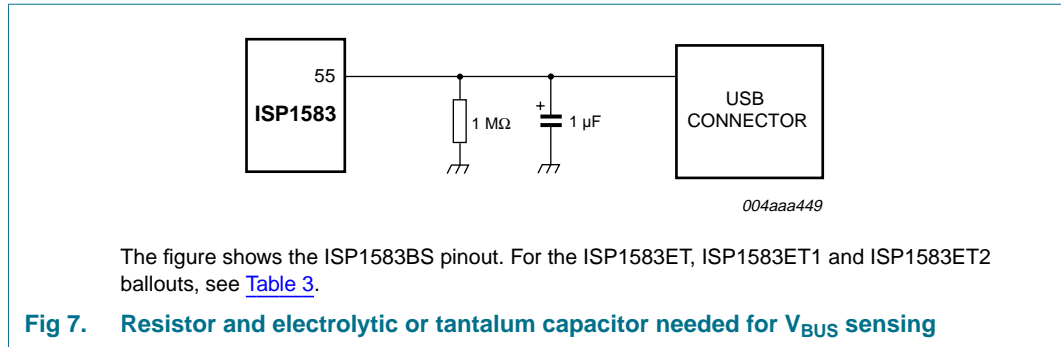 55
ISP1583
1 MΩ
+
1 μF
USB
CONNECTOR
004aaa449
The figure shows the ISP1583BS pinout. For the ISP1583ET, ISP1583ET1 and ISP1583ET2
ballouts, see Table 3.
Fig 7. Resistor and electrolytic or tantalum capacitor needed for VBUS sensing